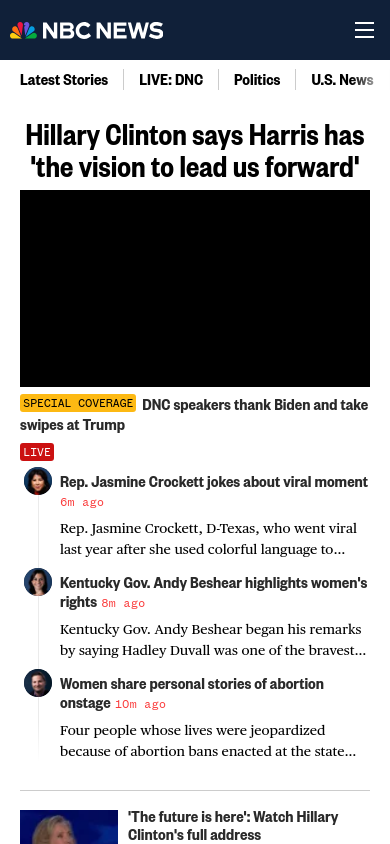 NBC NEWS
Latest Stories LIVE: DNC Politics U.S. News
Hillary Clinton says Harris has
'the vision to lead us forward'
SPECIAL COVERAGE DNC speakers thank Biden and take
swipes at Trump
LIVE
Rep. Jasmine Crockett jokes about viral moment
6m ago
Rep. Jasmine Crockett, D-Texas, who went viral
last year after she used colorful language to...
Kentucky Gov. Andy Beshear highlights women's
rights 8m ago
Kentucky Gov. Andy Beshear began his remarks
by saying Hadley Duvall was one of the bravest...
Women share personal stories of abortion
onstage 10m ago
Four people whose lives were jeopardized
because of abortion bans enacted at the state...
'The future is here': Watch Hillary
Clinton's full address